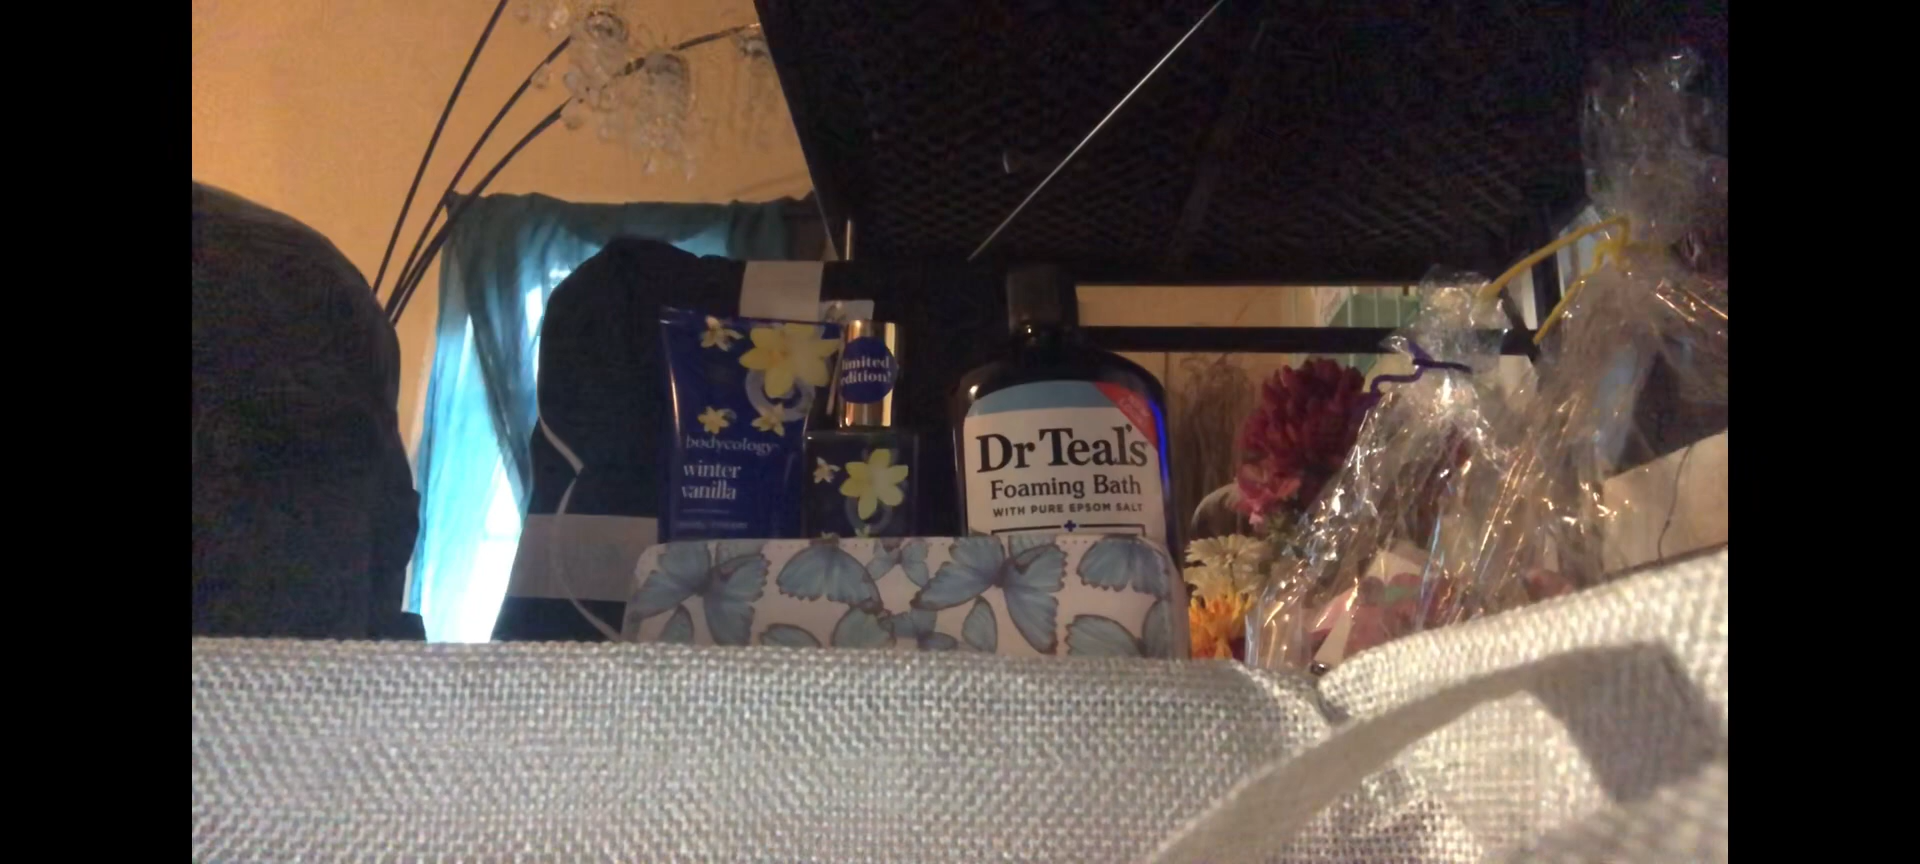 bodycology
winter
vanilla
limited
edition!
Dr Teal's
Foaming Bath
WITH PURE EPSOM SALT